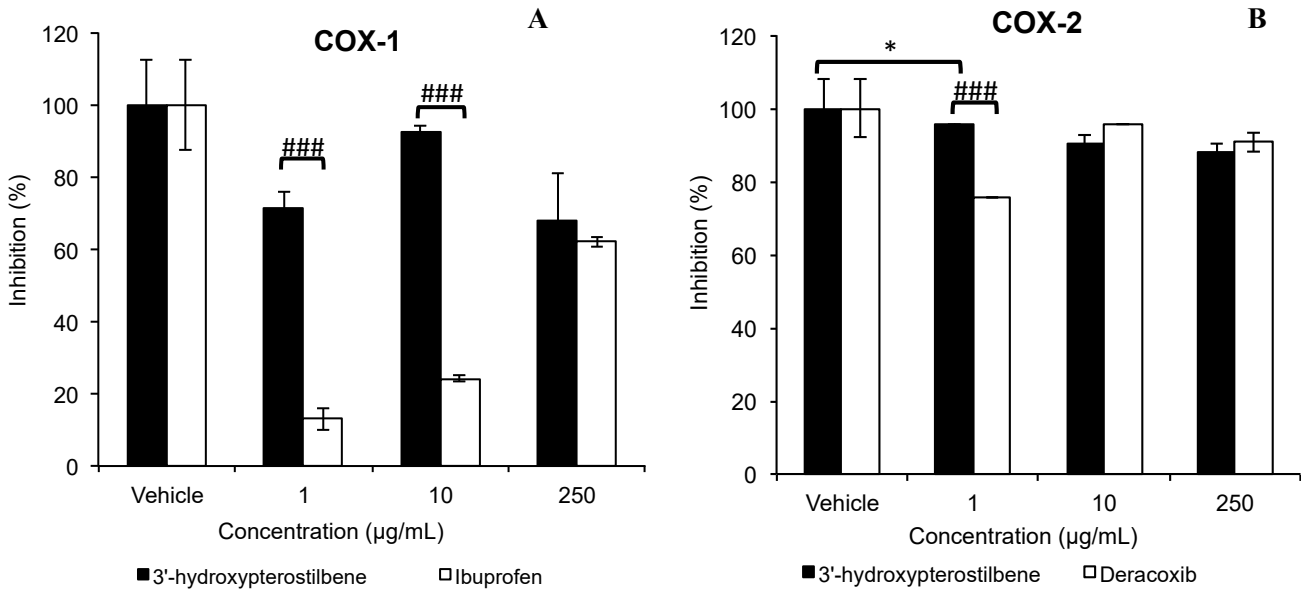 A
COX-1
120
100
80
60
40
20
0
Inhibition (%)
###
###
Vehicle 1 10 250
Concentration (µg/mL)
3'-hydroxypterostilbene Ibuprofen
B
COX-2
120
100
80
60
40
20
0
Inhibition (%)
*
###
Vehicle 1 10 250
Concentration (µg/mL)
3'-hydroxypterostilbene Deracoxib